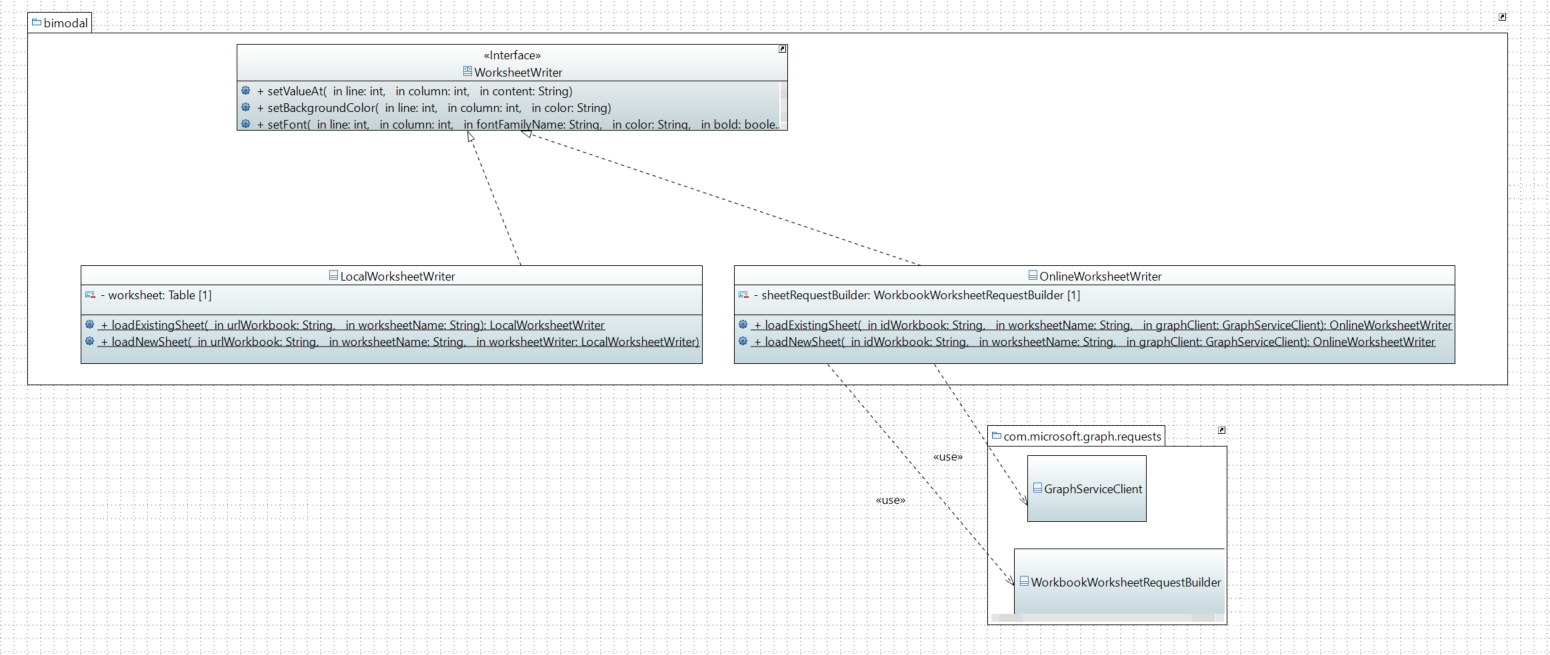 bimodal
«Interface»
WorksheetWriter
+ setValueAt( in line: int, in column: int, in content: String)
+ setBackgroundColor( in line: int, in column: int, in color: String)
+ setFont( in line: int, in column: int, in fontFamilyName: String, in color: String, in bold: boole...
LocalWorksheetWriter
- worksheet: Table [1]
+ loadExistingSheet( in urlWorkbook: String, in worksheetName: String): LocalWorksheetWriter
+ loadNewSheet( in urlWorkbook: String, in worksheetName: String, in worksheetWriter: LocalWorksheetWriter)
OnlineWorksheetWriter
- sheetRequestBuilder: WorkbookWorksheetRequestBuilder [1]
+ loadExistingSheet( in idWorkbook: String, in worksheetName: String, in graphClient: GraphServiceClient): OnlineWorksheetWriter
+ loadNewSheet( in idWorkbook: String, in worksheetName: String, in graphClient: GraphServiceClient): OnlineWorksheetWriter
com.microsoft.graph.requests
«use»
GraphServiceClient
«use»
WorkbookWorksheetRequestBuilder